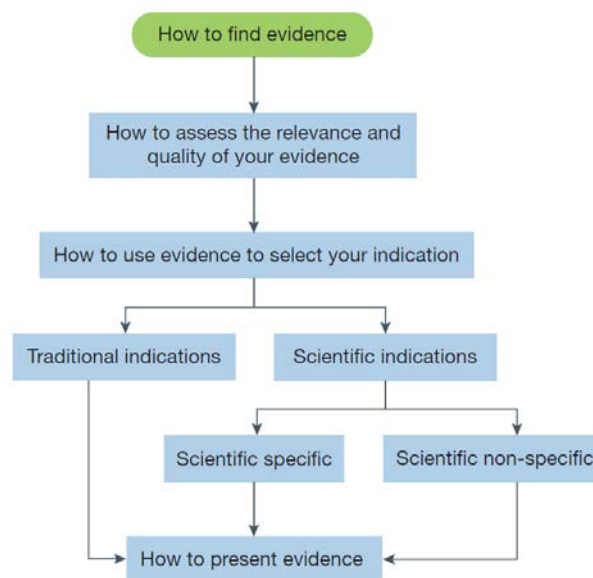 How to find evidence
How to assess the relevance and
quality of your evidence
How to use evidence to select your indication
Traditional indications
Scientific indications
Scientific specific
Scientific non-specific
How to present evidence